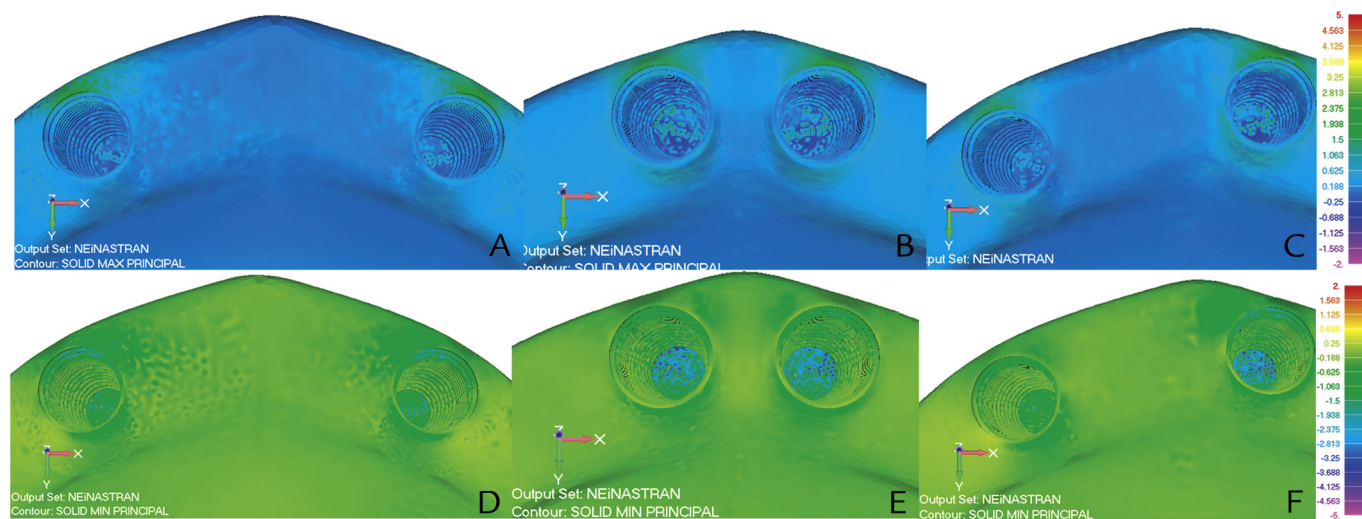 X
Y
Output Set: NEiNASTRAN
Contour: SOLID MAX PRINCIPAL
A
X
Y
Output Set: NEiNASTRAN
Contour: SOLID MAX PRINCIPAL
B
X
Y
tput Set: NEiNASTRAN
C
5.
4.563
4.125
3.688
3.25
2.813
2.375
1.938
1.5
1.063
0.625
0.188
-0.25
-0.688
-1.125
-1.563
-2.
X
Y
Output Set: NEiNASTRAN
Contour: SOLID MIN PRINCIPAL
D
X
Y
Output Set: NEiNASTRAN
Contour: SOLID MIN PRINCIPAL
E
X
Y
Output Set: NEiNASTRAN
Contour: SOLID MIN PRINCIPAL
F
2.
1.563
1.125
0.688
0.25
-0.188
-0.625
-1.063
-1.5
-1.938
-2.375
-2.813
-3.25
-3.688
-4.125
-4.563
-5.